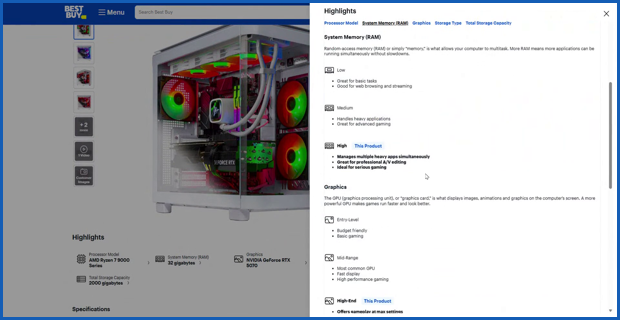 BEST BUY
Menu
Search Best Buy
+ 2
Highlights
Processor Model
AMD Ryzen 7 9000 Series
System Memory (RAM)
32 gigabytes
Graphics
NVIDIA GeForce RTX 5070
Total Storage Capacity
2000 gigabytes
Specifications
GEFORCE RTX
Highlights
Processor Model System Memory (RAM) Graphics Storage Type Total Storage Capacity
System Memory (RAM)
Random-access memory (RAM) or simply "memory," is what allows your computer to multitask. More RAM means more applications can be
running simultaneously without slowdowns.
Low
Great for basic tasks
Good for web browsing and streaming
Medium
Handles heavy applications
Great for advanced gaming
High This Product
Manages multiple heavy apps simultaneously
Great for professional A/V editing
Ideal for serious gaming
Graphics
The GPU (graphics processing unit), or "graphics card," is what displays images, animations and graphics on the computer's screen. A more
powerful GPU makes games run faster and look better.
Entry-Level
Budget friendly
Basic gaming
Mid-Range
Most common GPU
Fast display
High performance gaming
High-End This Product
Offers gameplay at max settings